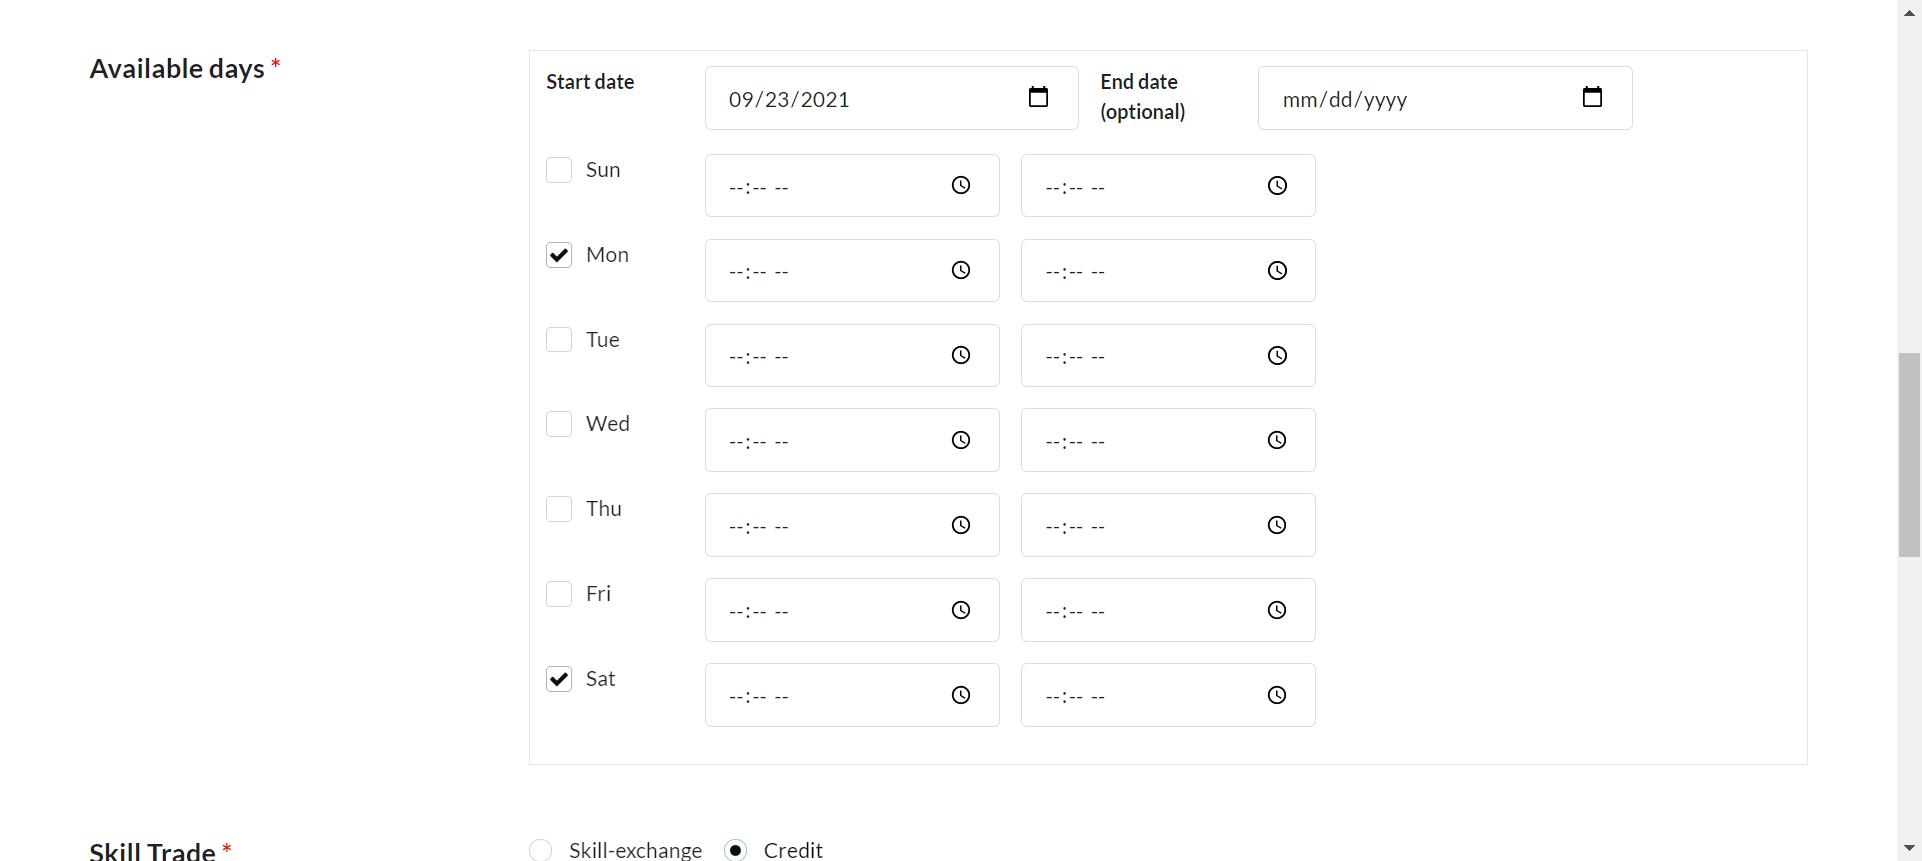 Available days *
Start date
09/23/2021
End date
(optional)
mm/dd/yyyy
Sun
--:-- --
--:-- --
Mon
--:-- --
--:-- --
Tue
--:-- --
--:-- --
Wed
--:-- --
--:-- --
Thu
--:-- --
--:-- --
Fri
--:-- --
--:-- --
Sat
--:-- --
--:-- --
Skill Trade *
Skill-exchange
Credit